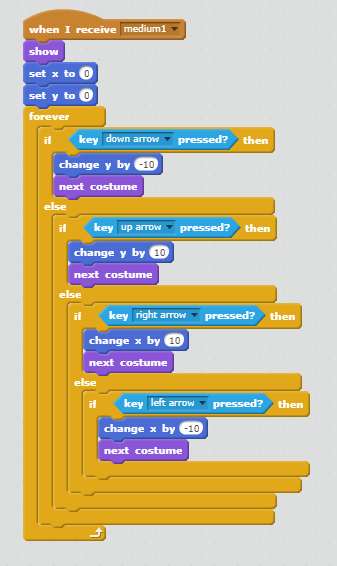 when I receive medium1
show
set x to 0
set y to 0
forever
if key down arrow pressed? then
change y by -10
next costume
else
if key up arrow pressed? then
change y by 10
next costume
else
if key right arrow pressed? then
change x by 10
next costume
else
if key left arrow pressed? then
change x by -10
next costume